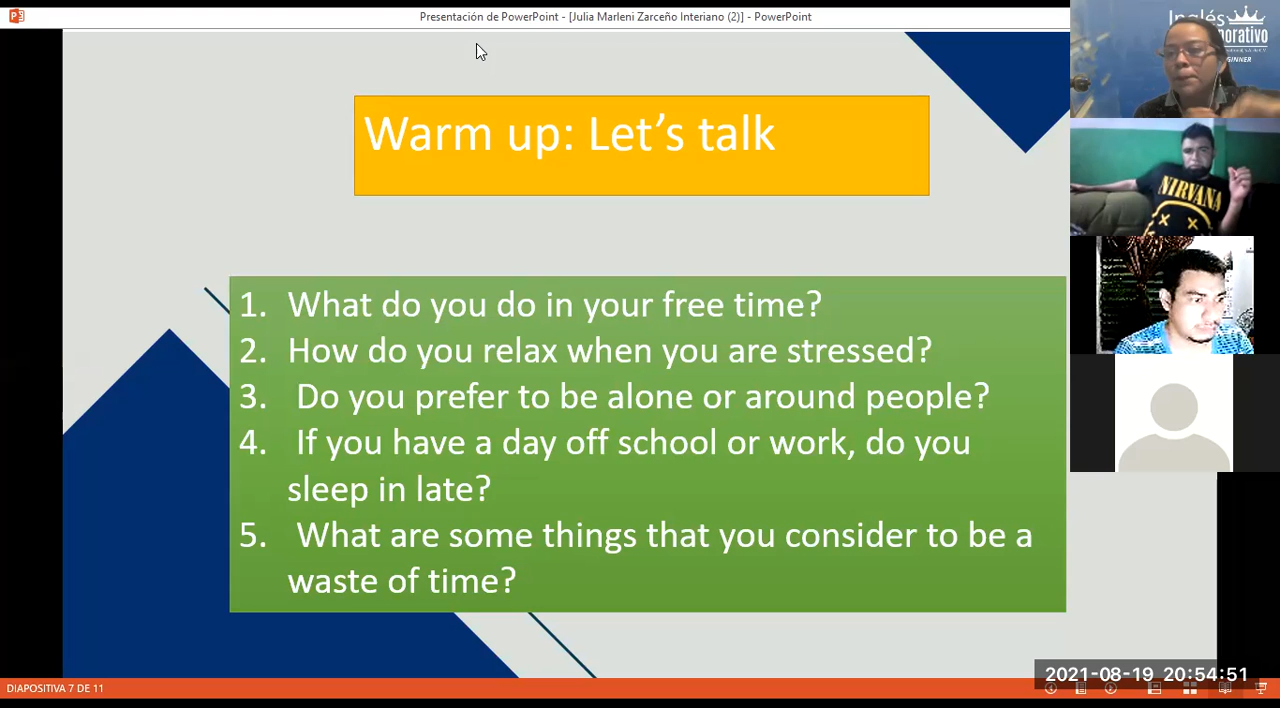 Presentación de PowerPoint - [Julia Marleni Zarceño Interiano (2)] - PowerPoint
Inglés
orativo
GINNER
Warm up: Let’s talk
NIRVANA
1. What do you do in your free time?
2. How do you relax when you are stressed?
3. Do you prefer to be alone or around people?
4. If you have a day off school or work, do you
sleep in late?
5. What are some things that you consider to be a
waste of time?
2021-08-19 20:54:51
DIAPOSITIVA 7 DE 11